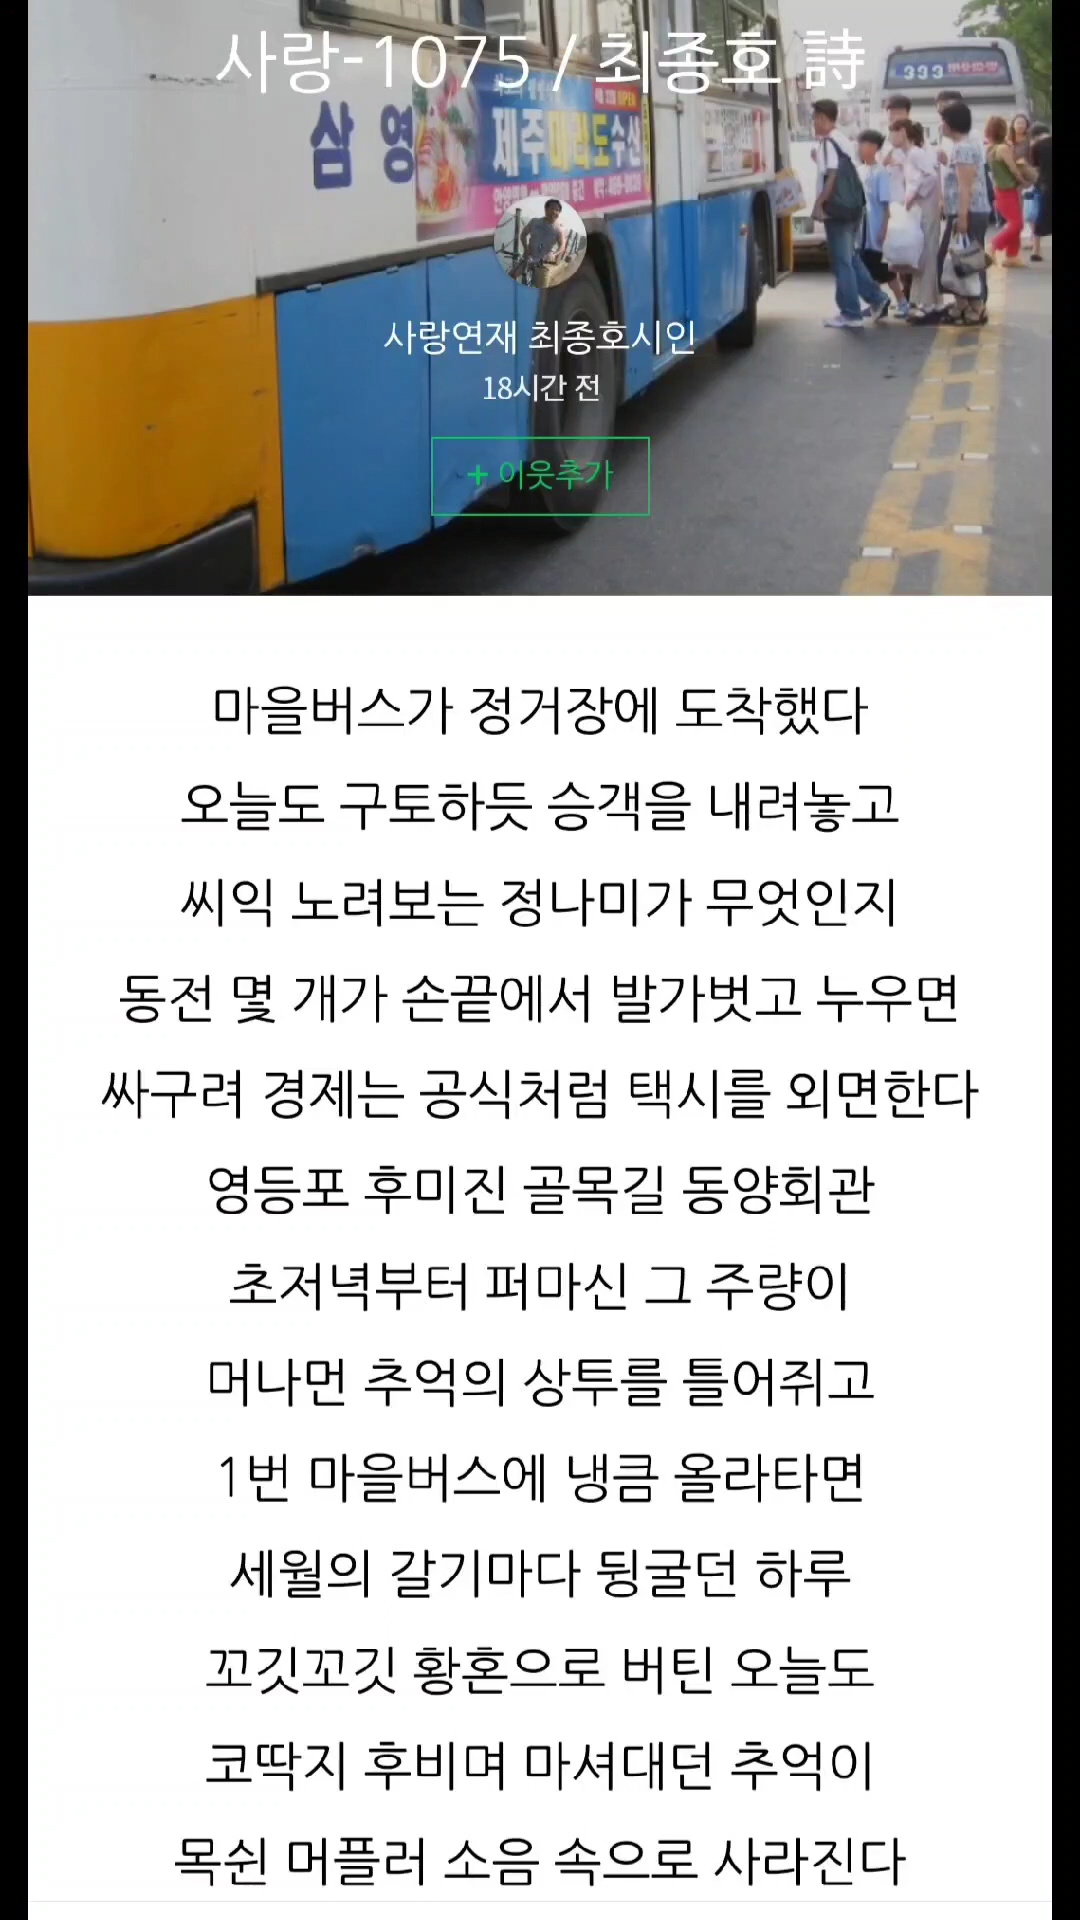 사랑-1075 / 최종호 詩
333
삼영
제주마라도수산
사랑연재 최종호시인
18시간 전
+ 이웃추가
마을버스가 정거장에 도착했다
오늘도 구토하듯 승객을 내려놓고
씨익 노려보는 정나미가 무엇인지
동전 몇 개가 손끝에서 발가벗고 누우면
싸구려 경제는 공식처럼 택시를 외면한다
영등포 후미진 골목길 동양회관
초저녁부터 퍼마신 그 주량이
머나먼 추억의 상투를 틀어쥐고
1번 마을버스에 냉큼 올라타면
세월의 갈기마다 뒹굴던 하루
꼬깃꼬깃 황혼으로 버틴 오늘도
코딱지 후비며 마셔대던 추억이
목쉰 머플러 소음 속으로 사라진다